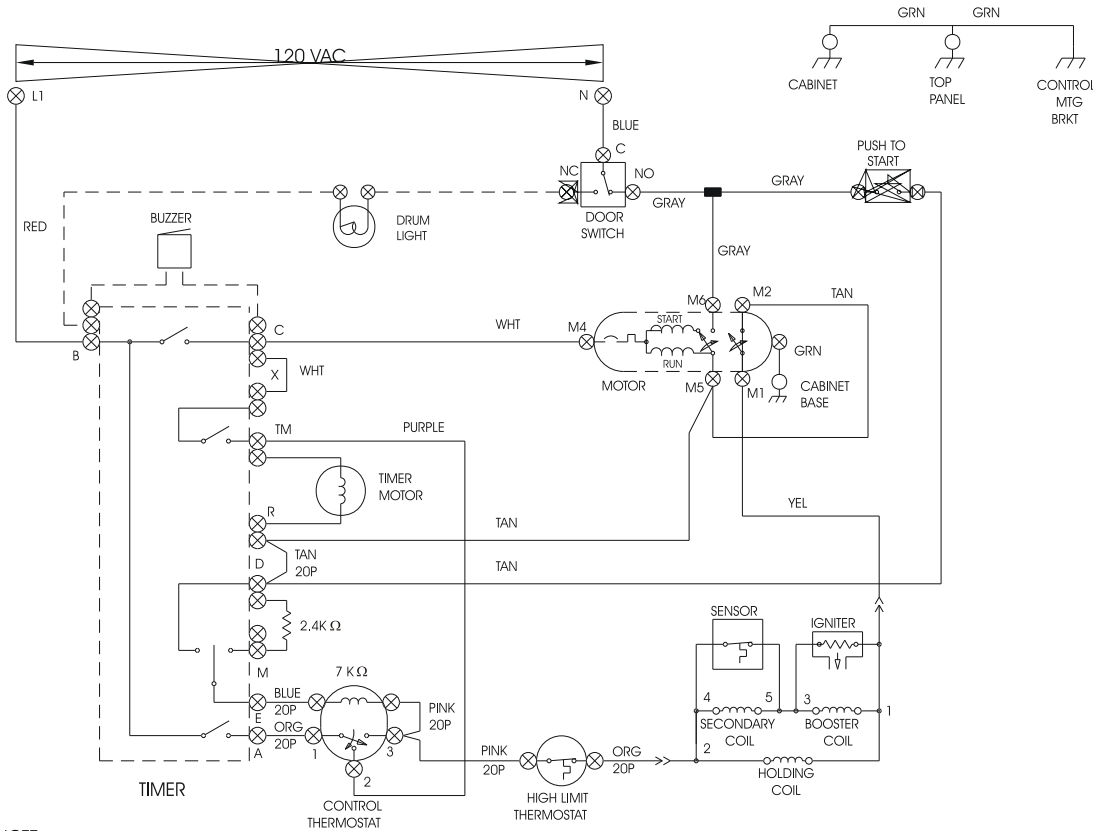 GRN GRN
120 VAC
CABINET
TOP
PANEL
CONTROL
MTG
BRKT
L1
N
BLUE
C
PUSH TO
START
NC
NO
GRAY
GRAY
DOOR
SWITCH
RED
BUZZER
DRUM
LIGHT
GRAY
M6
M2
TAN
START
B
C
WHT
M4
RUN
GRN
X
WHT
MOTOR
M5
M1
CABINET
BASE
TM
PURPLE
TIMER
MOTOR
YEL
R
TAN
TAN
20P
D
TAN
SENSOR
IGNITER
2.4K Ω
M
7 K Ω
BLUE
20P
E
ORG
20P
A
1
3
PINK
20P
4
5
3
1
SECONDARY
COIL
BOOSTER
COIL
2
PINK
20P
ORG
20P
HOLDING
COIL
2
TIMER
CONTROL
THERMOSTAT
HIGH LIMIT
THERMOSTAT